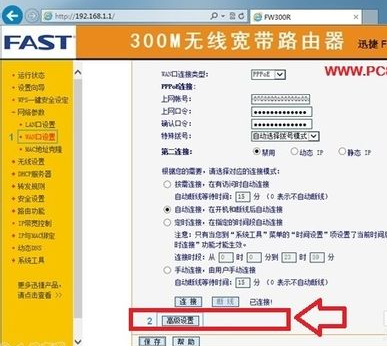 http://192.168.1.1/
FW300R
FAST
300M无线宽带路由器
迅捷 F
WWW.PC
运行状态
设置向导
WPS一键安全设定
网络参数
LAN口设置
1 WAN口设置
MAC地址克隆
无线设置
DHCP服务器
转发规则
安全设置
路由功能
IP带宽控制
IP与MAC绑定
动态DNS
系统工具
更多迅捷产品,
请点击查看 >>
WAN口连接类型:
PPPoE
PPPoE连接:
上网帐号:
上网口令:
确认口令:
特殊拨号:
自动选择拨号模式
第二连接:
禁用
动态 IP
静态 IP
根据您的需要,请选择对应的连接模式:
按需连接,在有访问时自动连接
自动断线等待时间: 15 分 (0 表示不自动断线)
自动连接,在开机和断线后自动连接
定时连接,在指定的时间段自动连接
注意:只有当您到“系统工具”菜单的“时间设置”项设置了当前时间后
时连接”功能才能生效。
连接时段:从 0 时 0 分到 23 时 59 分
手动连接,由用户手动连接
自动断线等待时间: 15 分 (0 表示不自动断线)
连 接
断 线
已连接!
2 高级设置
保 存
帮 助